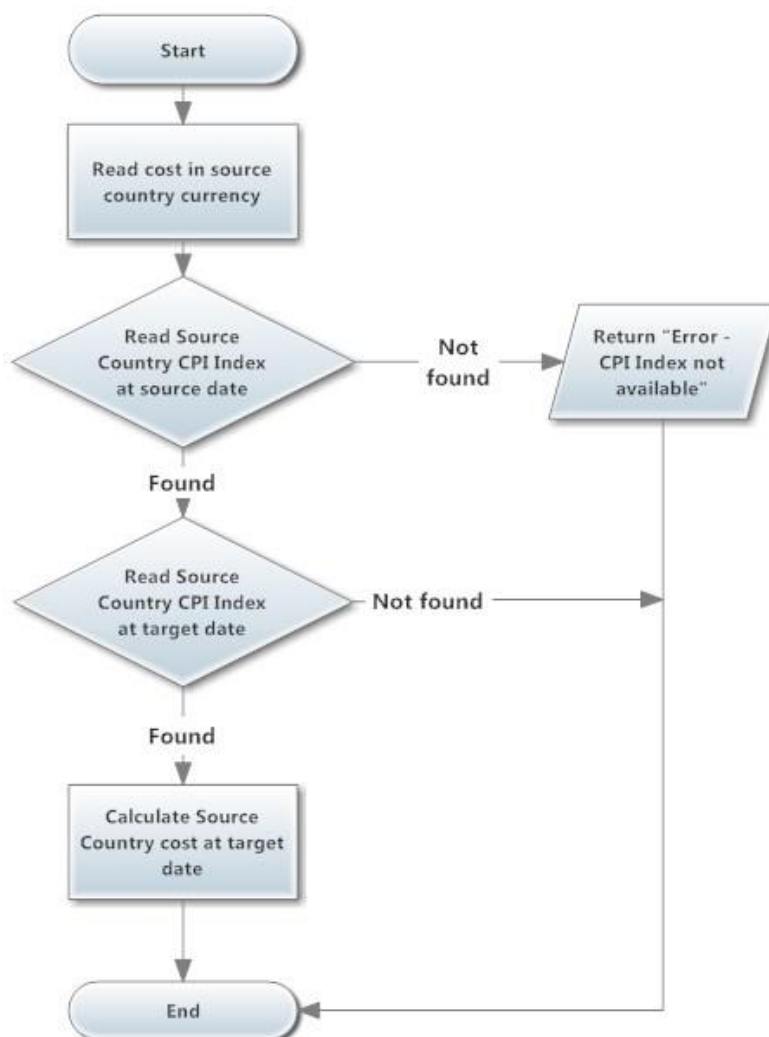 Start
Read cost in source
country currency
Read Source
Country CPI Index
at source date
Not
found
Return "Error -
CPI Index not
available"
Found
Read Source
Country CPI Index
at target date
Not found
Found
Calculate Source
Country cost at target
date
End